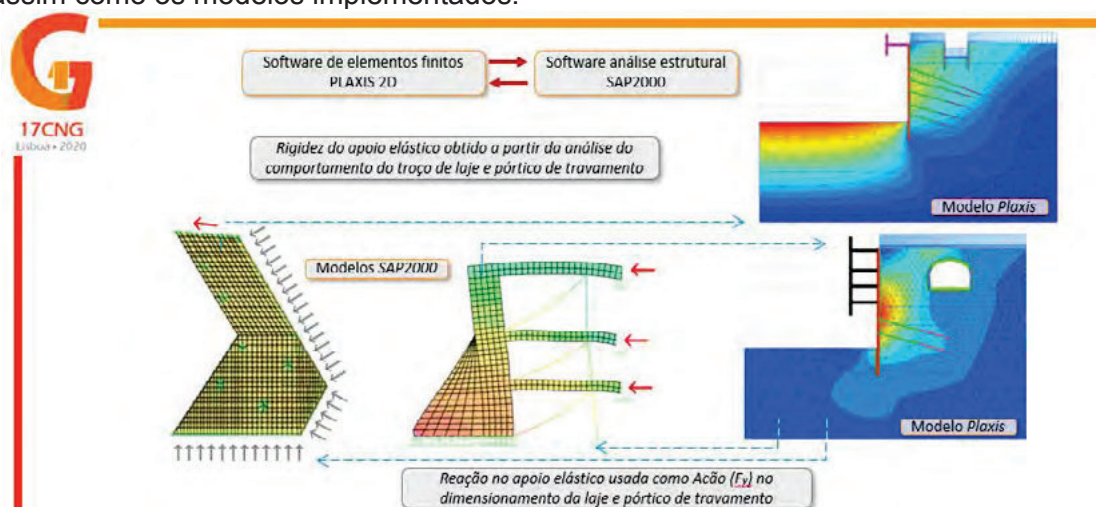 assim como os modelos implementados.
17CNG
Lisboa • 2020
Software de elementos finitos
PLAXIS 2D
Software análise estrutural
SAP2000
Rigidez do apoio elástico obtido a partir da análise do
comportamento do troço de laje e pórtico de travamento
Modelo Plaxis
Modelos SAP2000
Modelo Plaxis
Reação no apoio elástico usada como Acão (Fy) no
dimensionamento da laje e pórtico de travamento